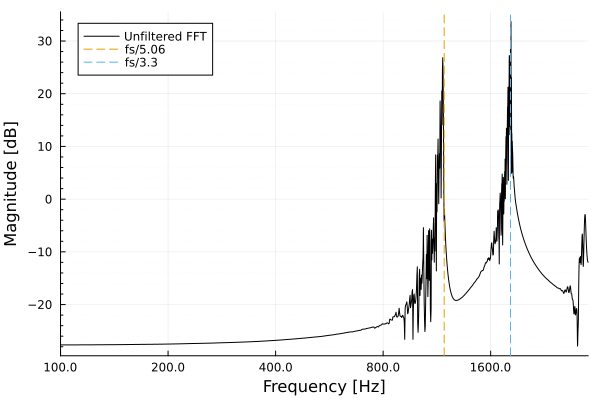 Unfiltered FFT
fs/5.06
fs/3.3
30
20
10
0
−10
−20
Magnitude [dB]
100.0 200.0 400.0 800.0 1600.0
Frequency [Hz]